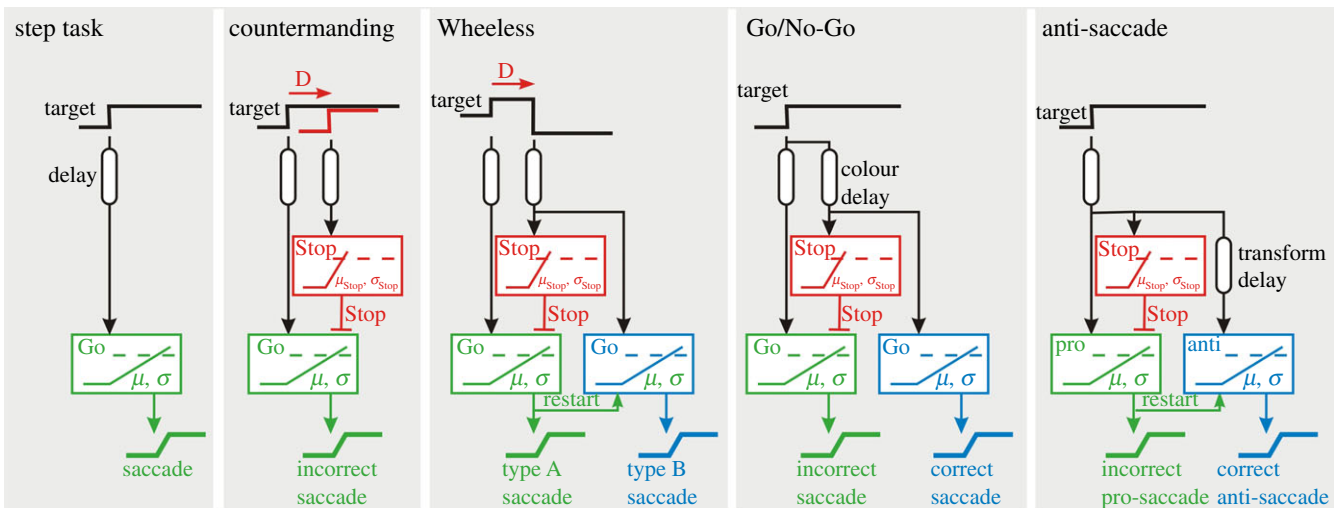 step task
target
delay
Go
μ, σ
saccade
countermanding
D
target
Stop
μStop, σStop
Stop
Go
μ, σ
incorrect
saccade
Wheeless
D
target
Stop
μStop, σStop
Stop
Go
μ, σ
Go
μ, σ
restart
type A
saccade
type B
saccade
Go/No-Go
target
colour
delay
Stop
μStop, σStop
Stop
Go
μ, σ
Go
μ, σ
incorrect
saccade
correct
saccade
anti-saccade
target
Stop
μStop, σStop
transform
delay
Stop
pro
μ, σ
anti
μ, σ
restart
incorrect
pro-saccade
correct
anti-saccade